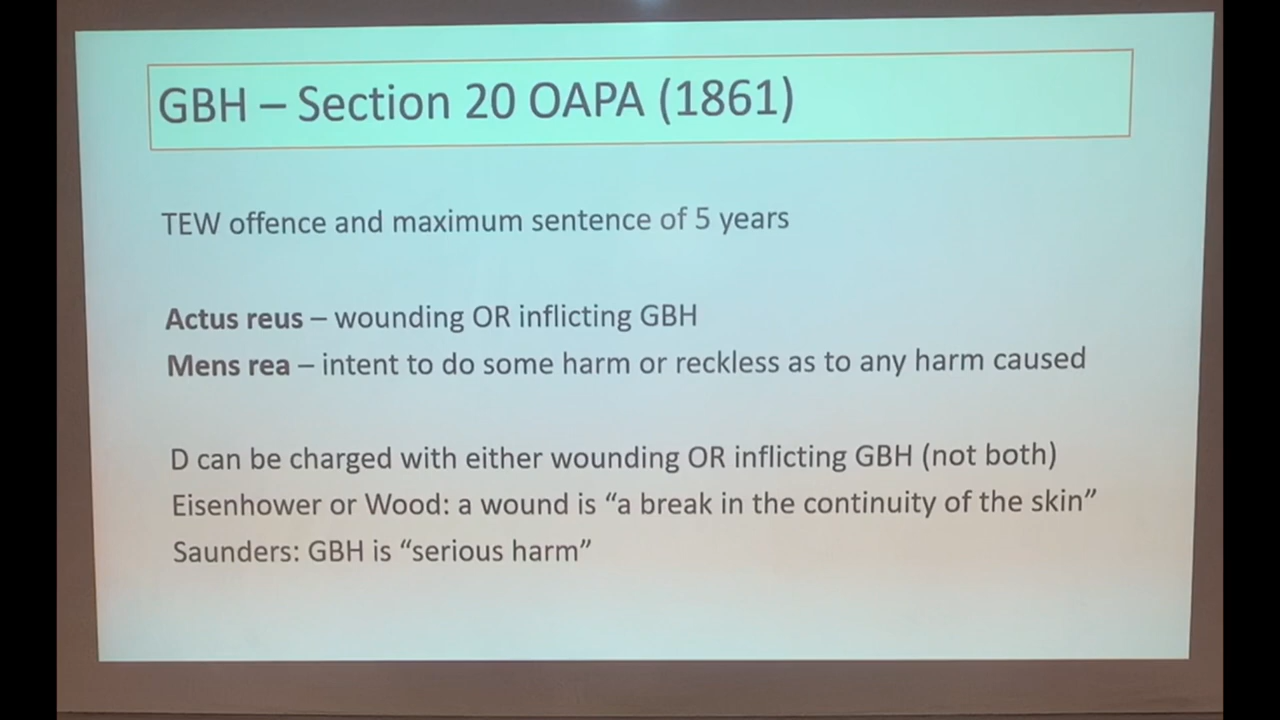 GBH – Section 20 OAPA (1861)
TEW offence and maximum sentence of 5 years
Actus reus – wounding OR inflicting GBH
Mens rea – intent to do some harm or reckless as to any harm caused
D can be charged with either wounding OR inflicting GBH (not both)
Eisenhower or Wood: a wound is “a break in the continuity of the skin”
Saunders: GBH is “serious harm”